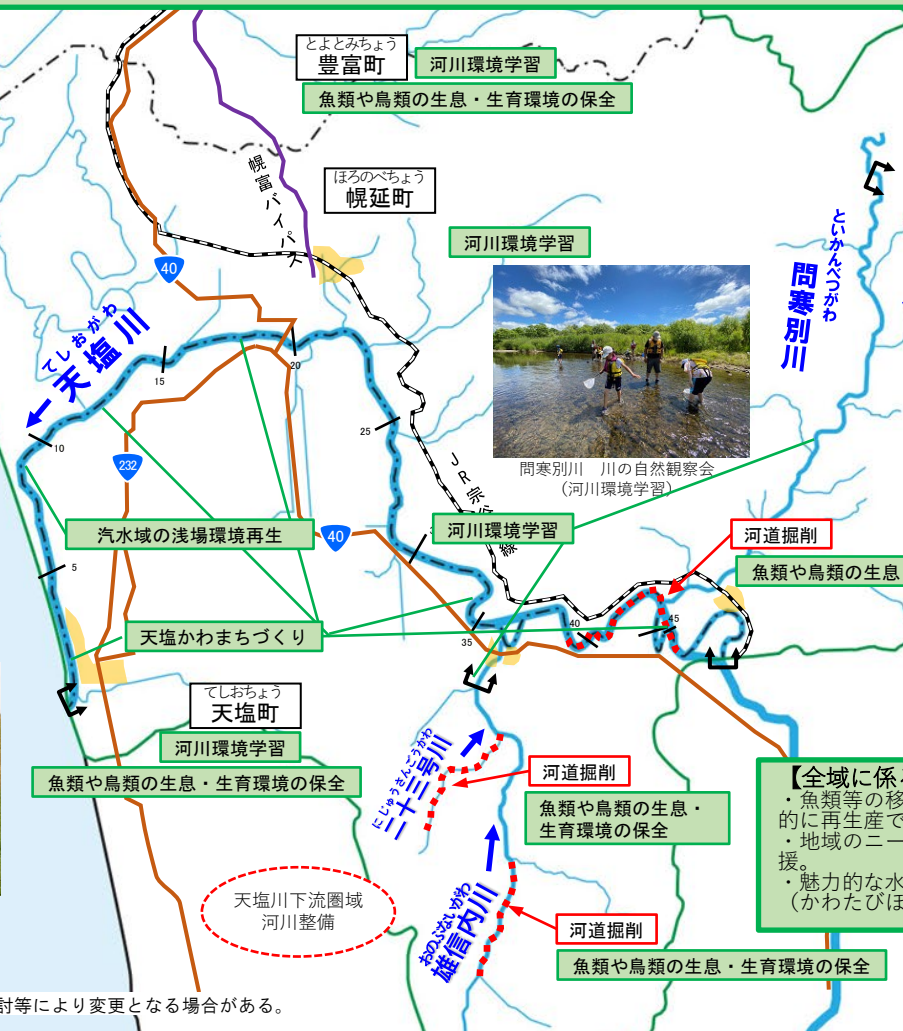 とよとみちょう
豊富町
河川環境学習
魚類や鳥類の生息・生育環境の保全
幌富バイパス
ほろのべちょう
幌延町
河川環境学習
といかんべつがわ
問寒別川
40
てしおがわ
天塩川
15
20
10
25
232
問寒別川 川の自然観察会
(河川環境学習)
JR宗谷線
汽水域の浅場環境再生
40
河川環境学習
河道掘削
魚類や鳥類の生息
5
天塩かわまちづくり
35
40
45
てしおちょう
天塩町
河川環境学習
魚類や鳥類の生息・生育環境の保全
にじゅうさんごうかわ
二十三号川
河道掘削
魚類や鳥類の生息・
生育環境の保全
【全域に係る
・魚類等の移
的に再生産で
・地域のニー
援。
・魅力的な水
(かわたびほ
天塩川下流圏域
河川整備
おのぶないがわ
雄信内川
河道掘削
魚類や鳥類の生息・生育環境の保全
討等により変更となる場合がある。